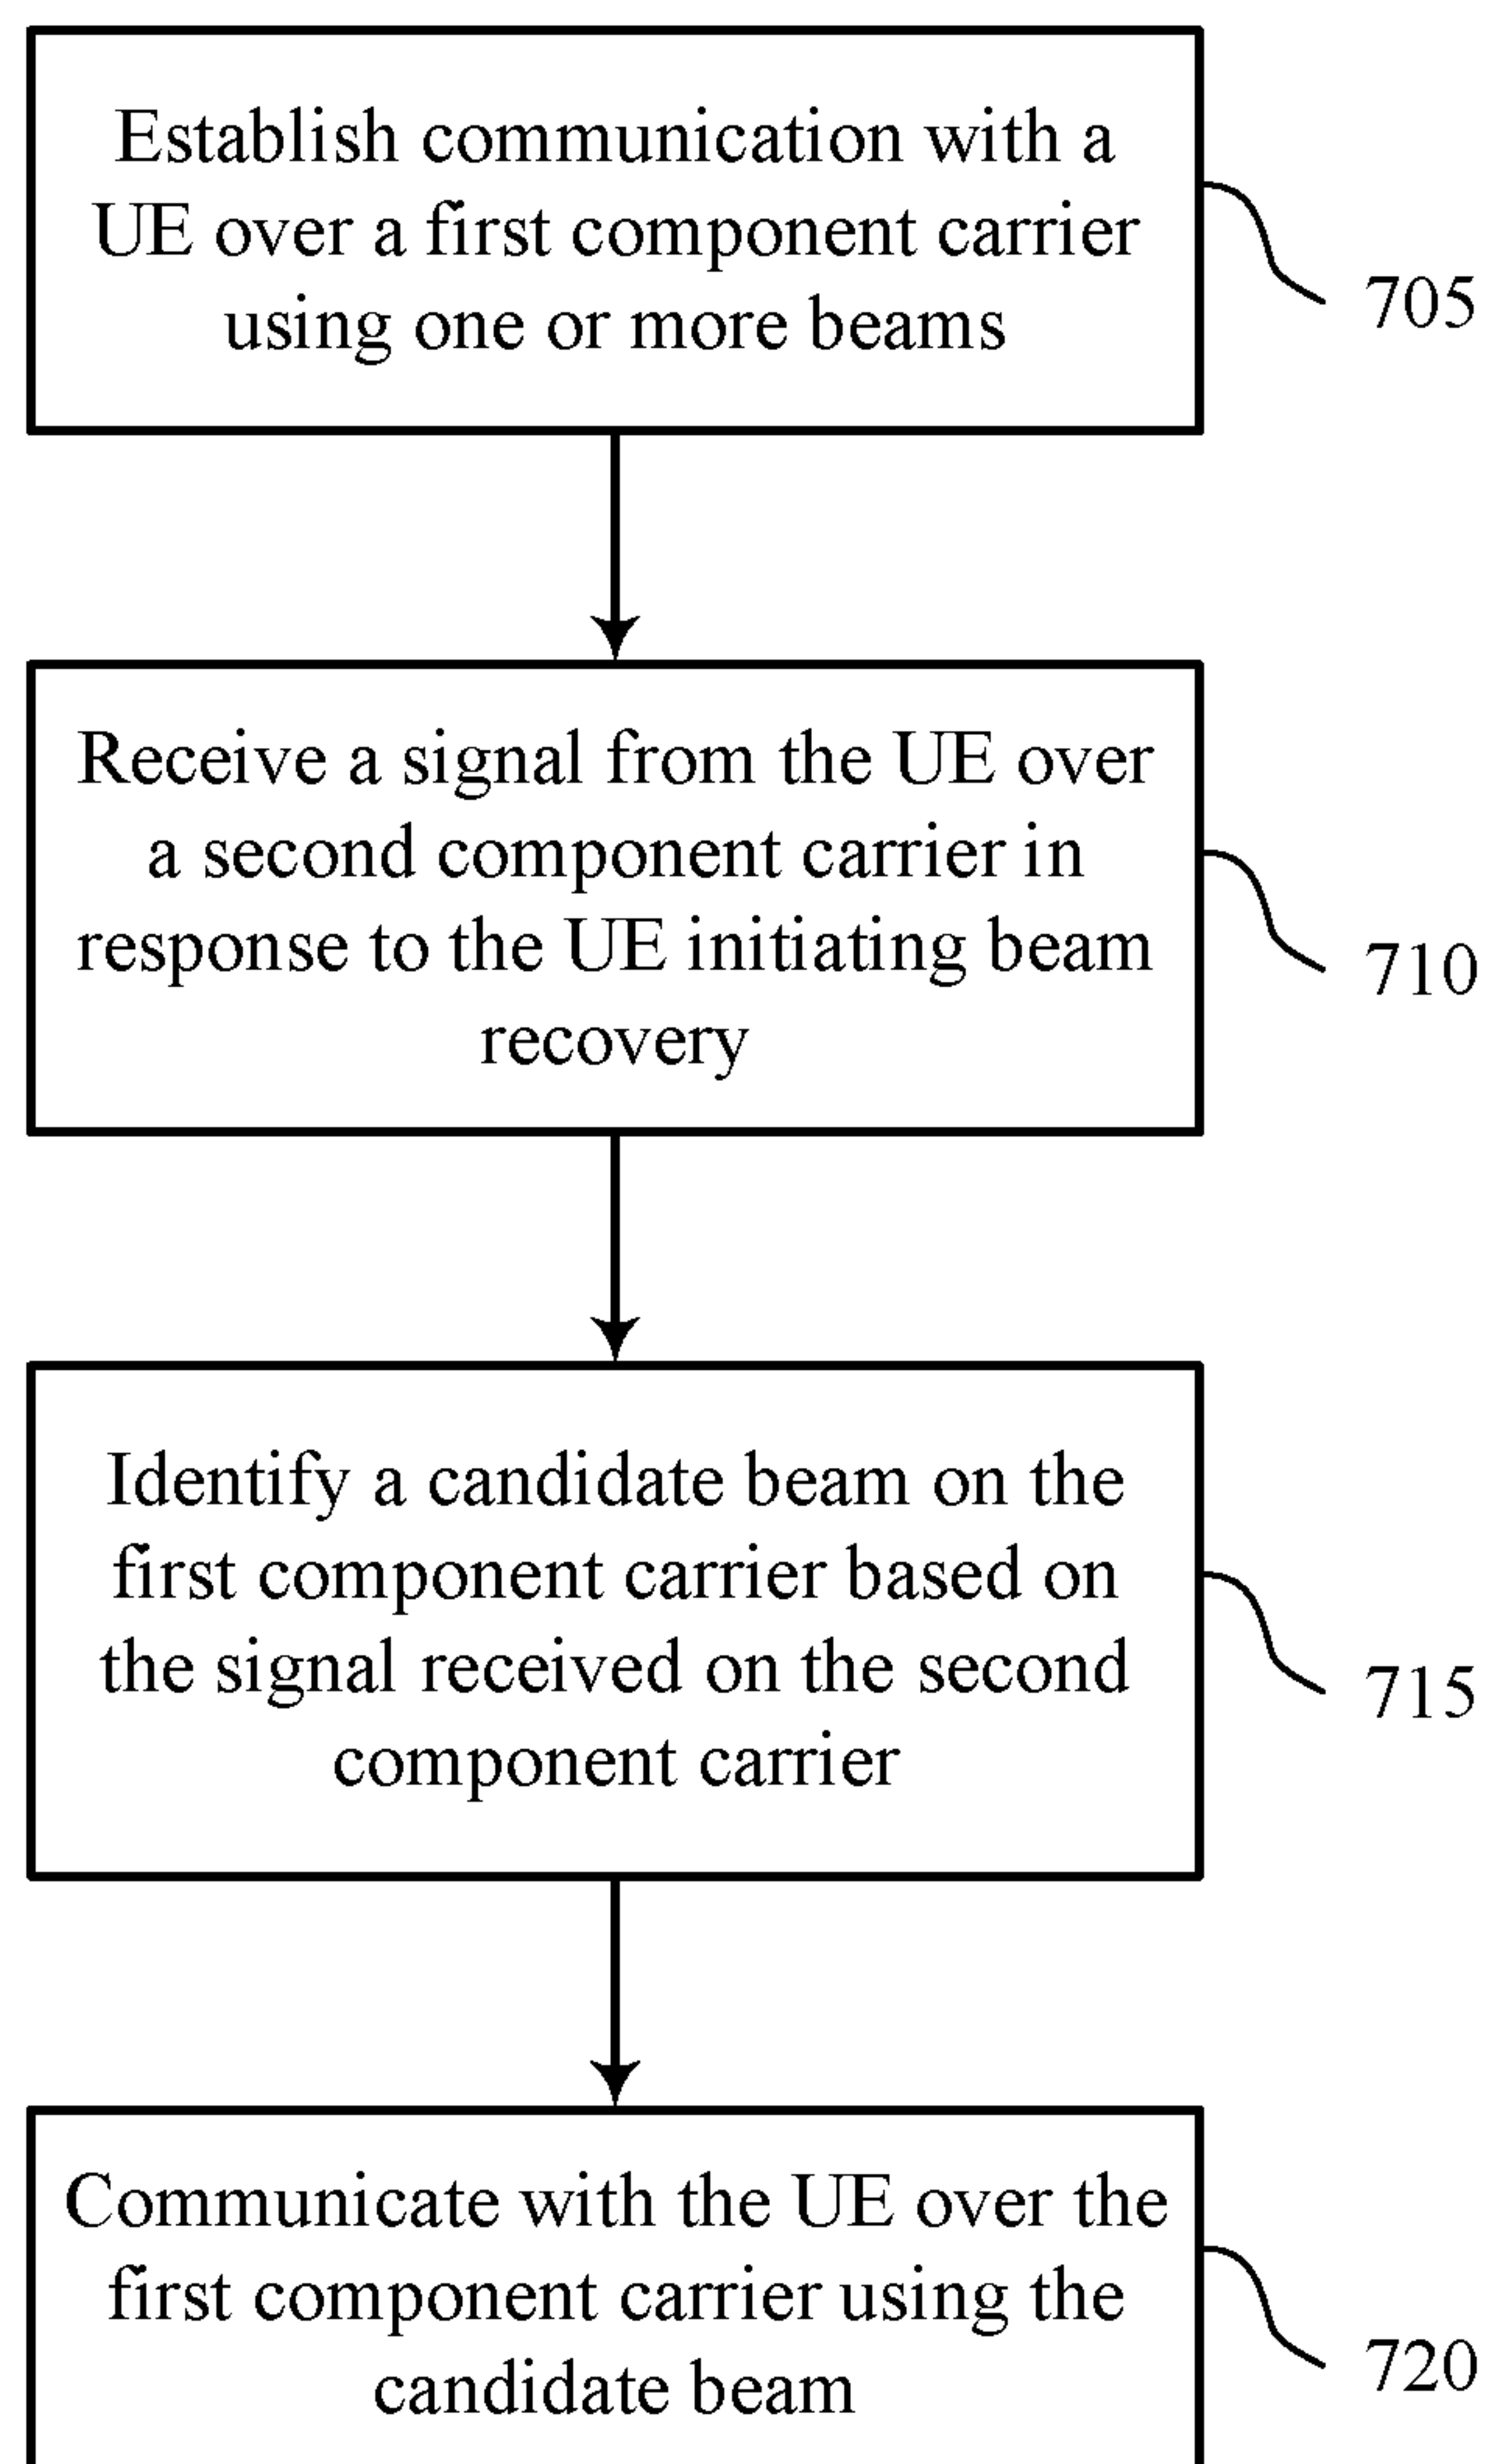 Establish communication with a
UE over a first component carrier
using one or more beams
705
Receive a signal from the UE over
a second component carrier in
response to the UE initiating beam
recovery
710
Identify a candidate beam on the
first component carrier based on
the signal received on the second
component carrier
715
Communicate with the UE over the
first component carrier using the
candidate beam
720